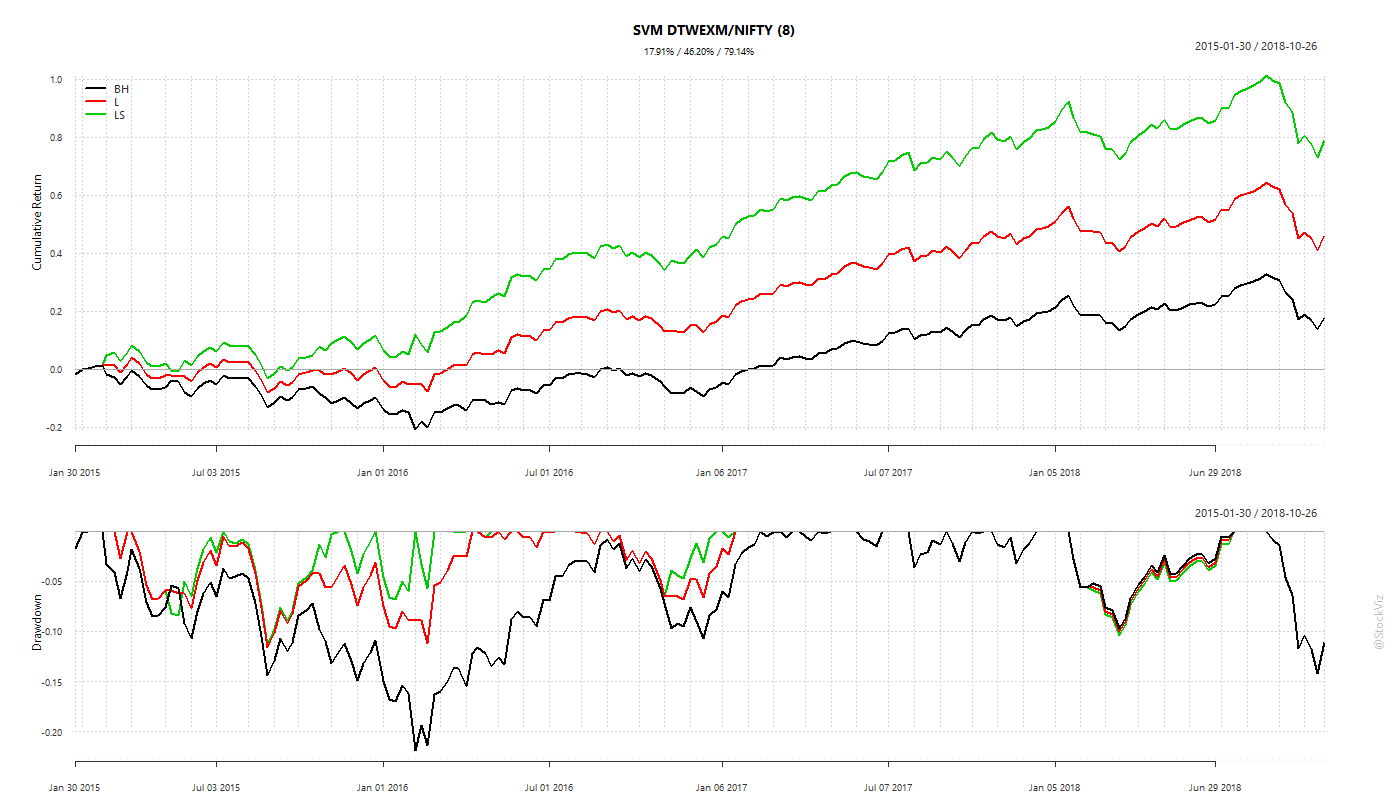 SVM DTWEXM/NIFTY (8)
17.91% / 46.20% / 79.14%
2015-01-30 / 2018-10-26
BH
L
LS
Cumulative Return
1.0
0.8
0.6
0.4
0.2
0.0
-0.2
Jan 30 2015 Jul 03 2015 Jan 01 2016 Jul 01 2016 Jan 06 2017 Jul 07 2017 Jan 05 2018 Jun 29 2018
2015-01-30 / 2018-10-26
Drawdown
-0.05
-0.10
-0.15
-0.20
Jan 30 2015 Jul 03 2015 Jan 01 2016 Jul 01 2016 Jan 06 2017 Jul 07 2017 Jan 05 2018 Jun 29 2018
@StockViz